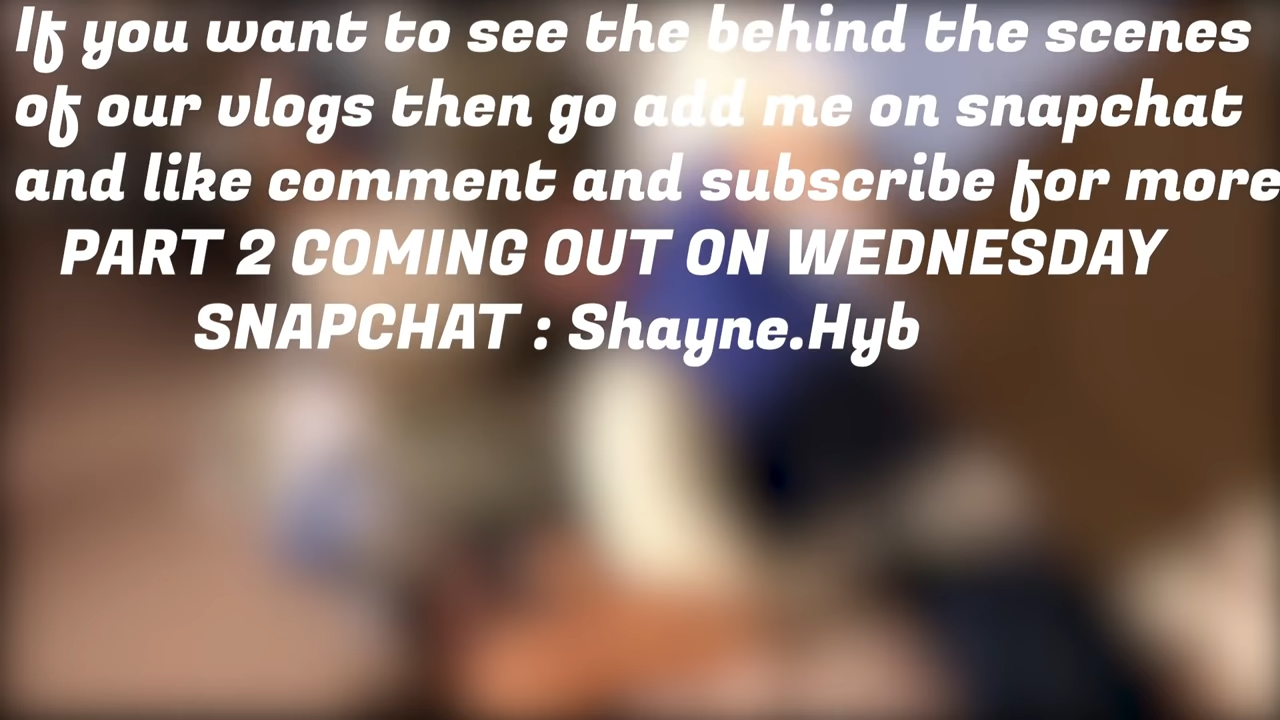 If you want to see the behind the scenes
of our vlogs then go add me on snapchat
and like comment and subscribe for more
PART 2 COMING OUT ON WEDNESDAY
SNAPCHAT : Shayne.Hyb